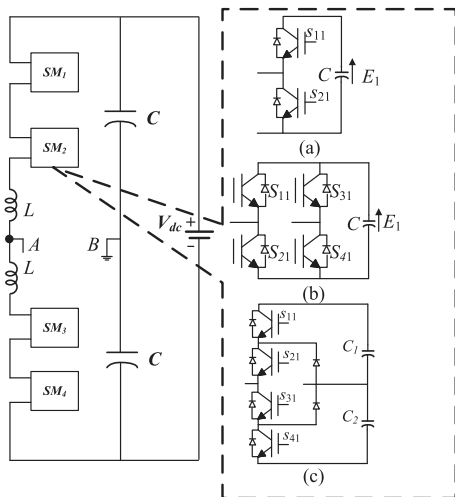 SM1
SM2
L
A
L
SM3
SM4
C
B
C
Vdc
+
-
s11
s21
C
E1
(a)
S11
S31
S21
S41
C
E1
(b)
s11
s21
s31
s41
C1
C2
(c)